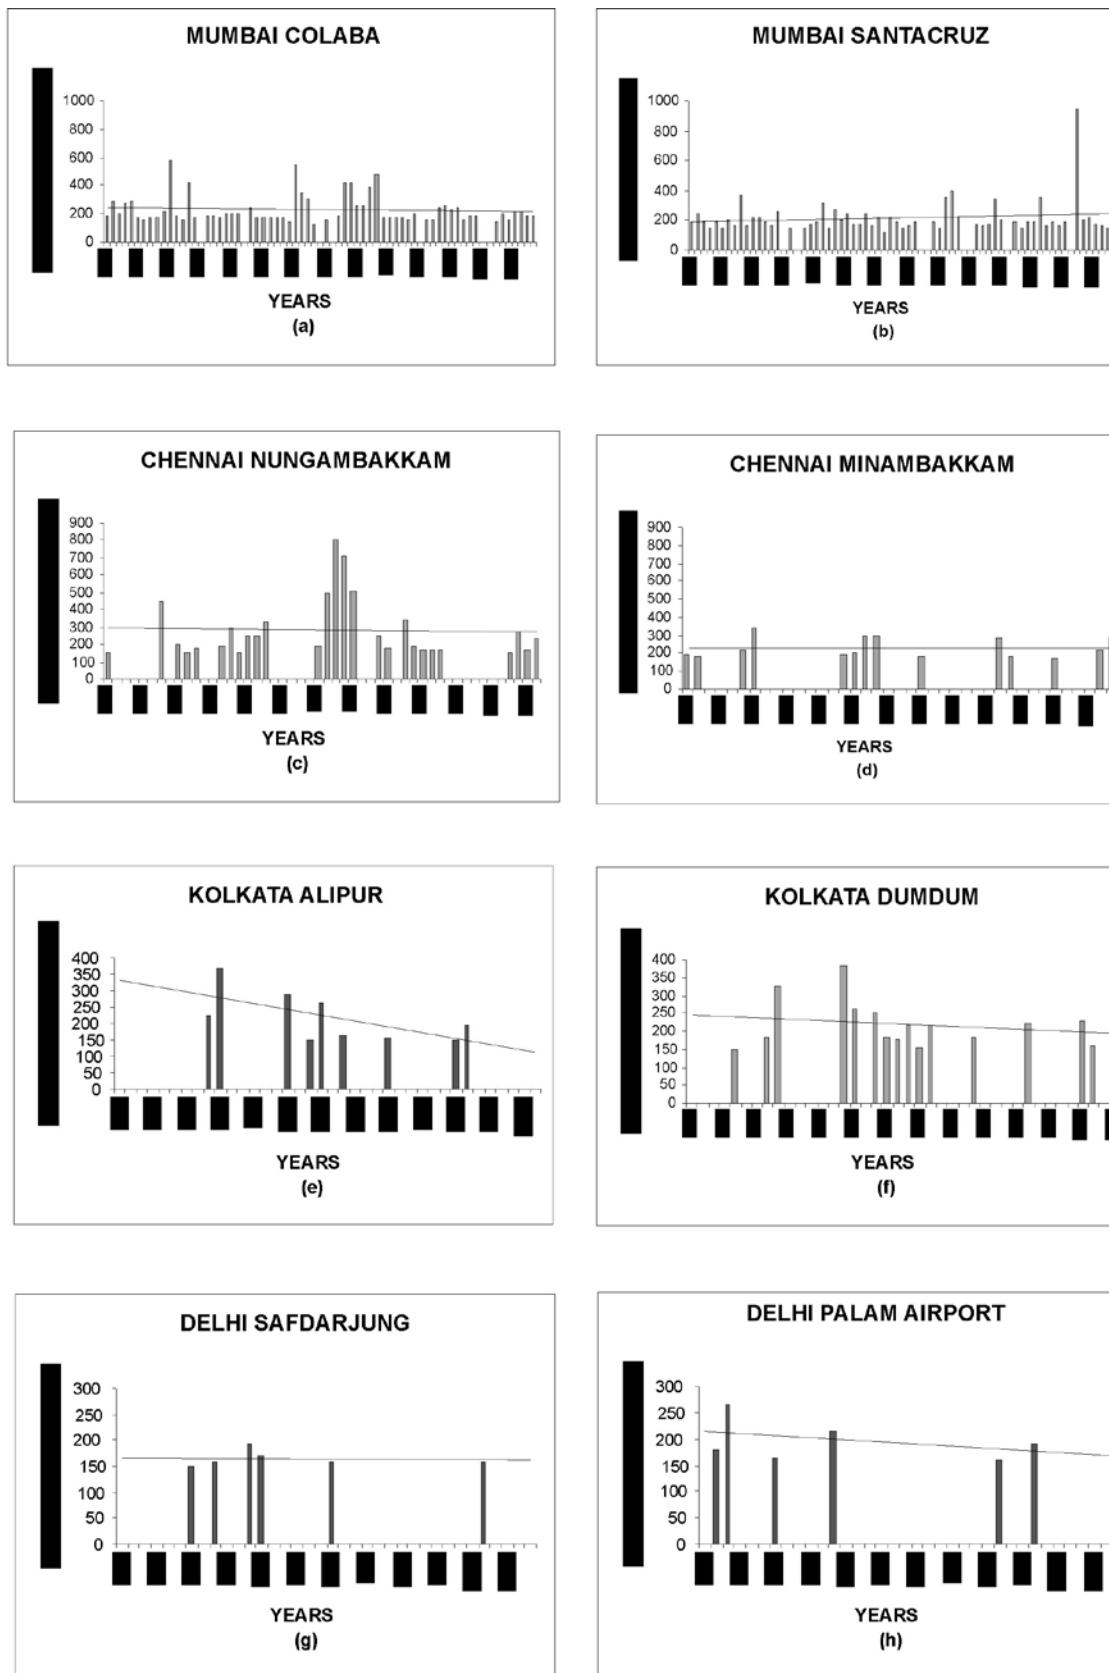 MUMBAI COLABA
1000
800
600
400
200
0
YEARS
(a)
MUMBAI SANTACRUZ
1000
800
600
400
200
0
YEARS
(b)
CHENNAI NUNGAMBAKKAM
900
800
700
600
500
400
300
200
100
0
YEARS
(c)
CHENNAI MINAMBAKKAM
900
800
700
600
500
400
300
200
100
0
YEARS
(d)
KOLKATA ALIPUR
400
350
300
250
200
150
100
50
0
YEARS
(e)
KOLKATA DUMDUM
400
350
300
250
200
150
100
50
0
YEARS
(f)
DELHI SAFDARJUNG
300
250
200
150
100
50
0
YEARS
(g)
DELHI PALAM AIRPORT
300
250
200
150
100
50
0
YEARS
(h)